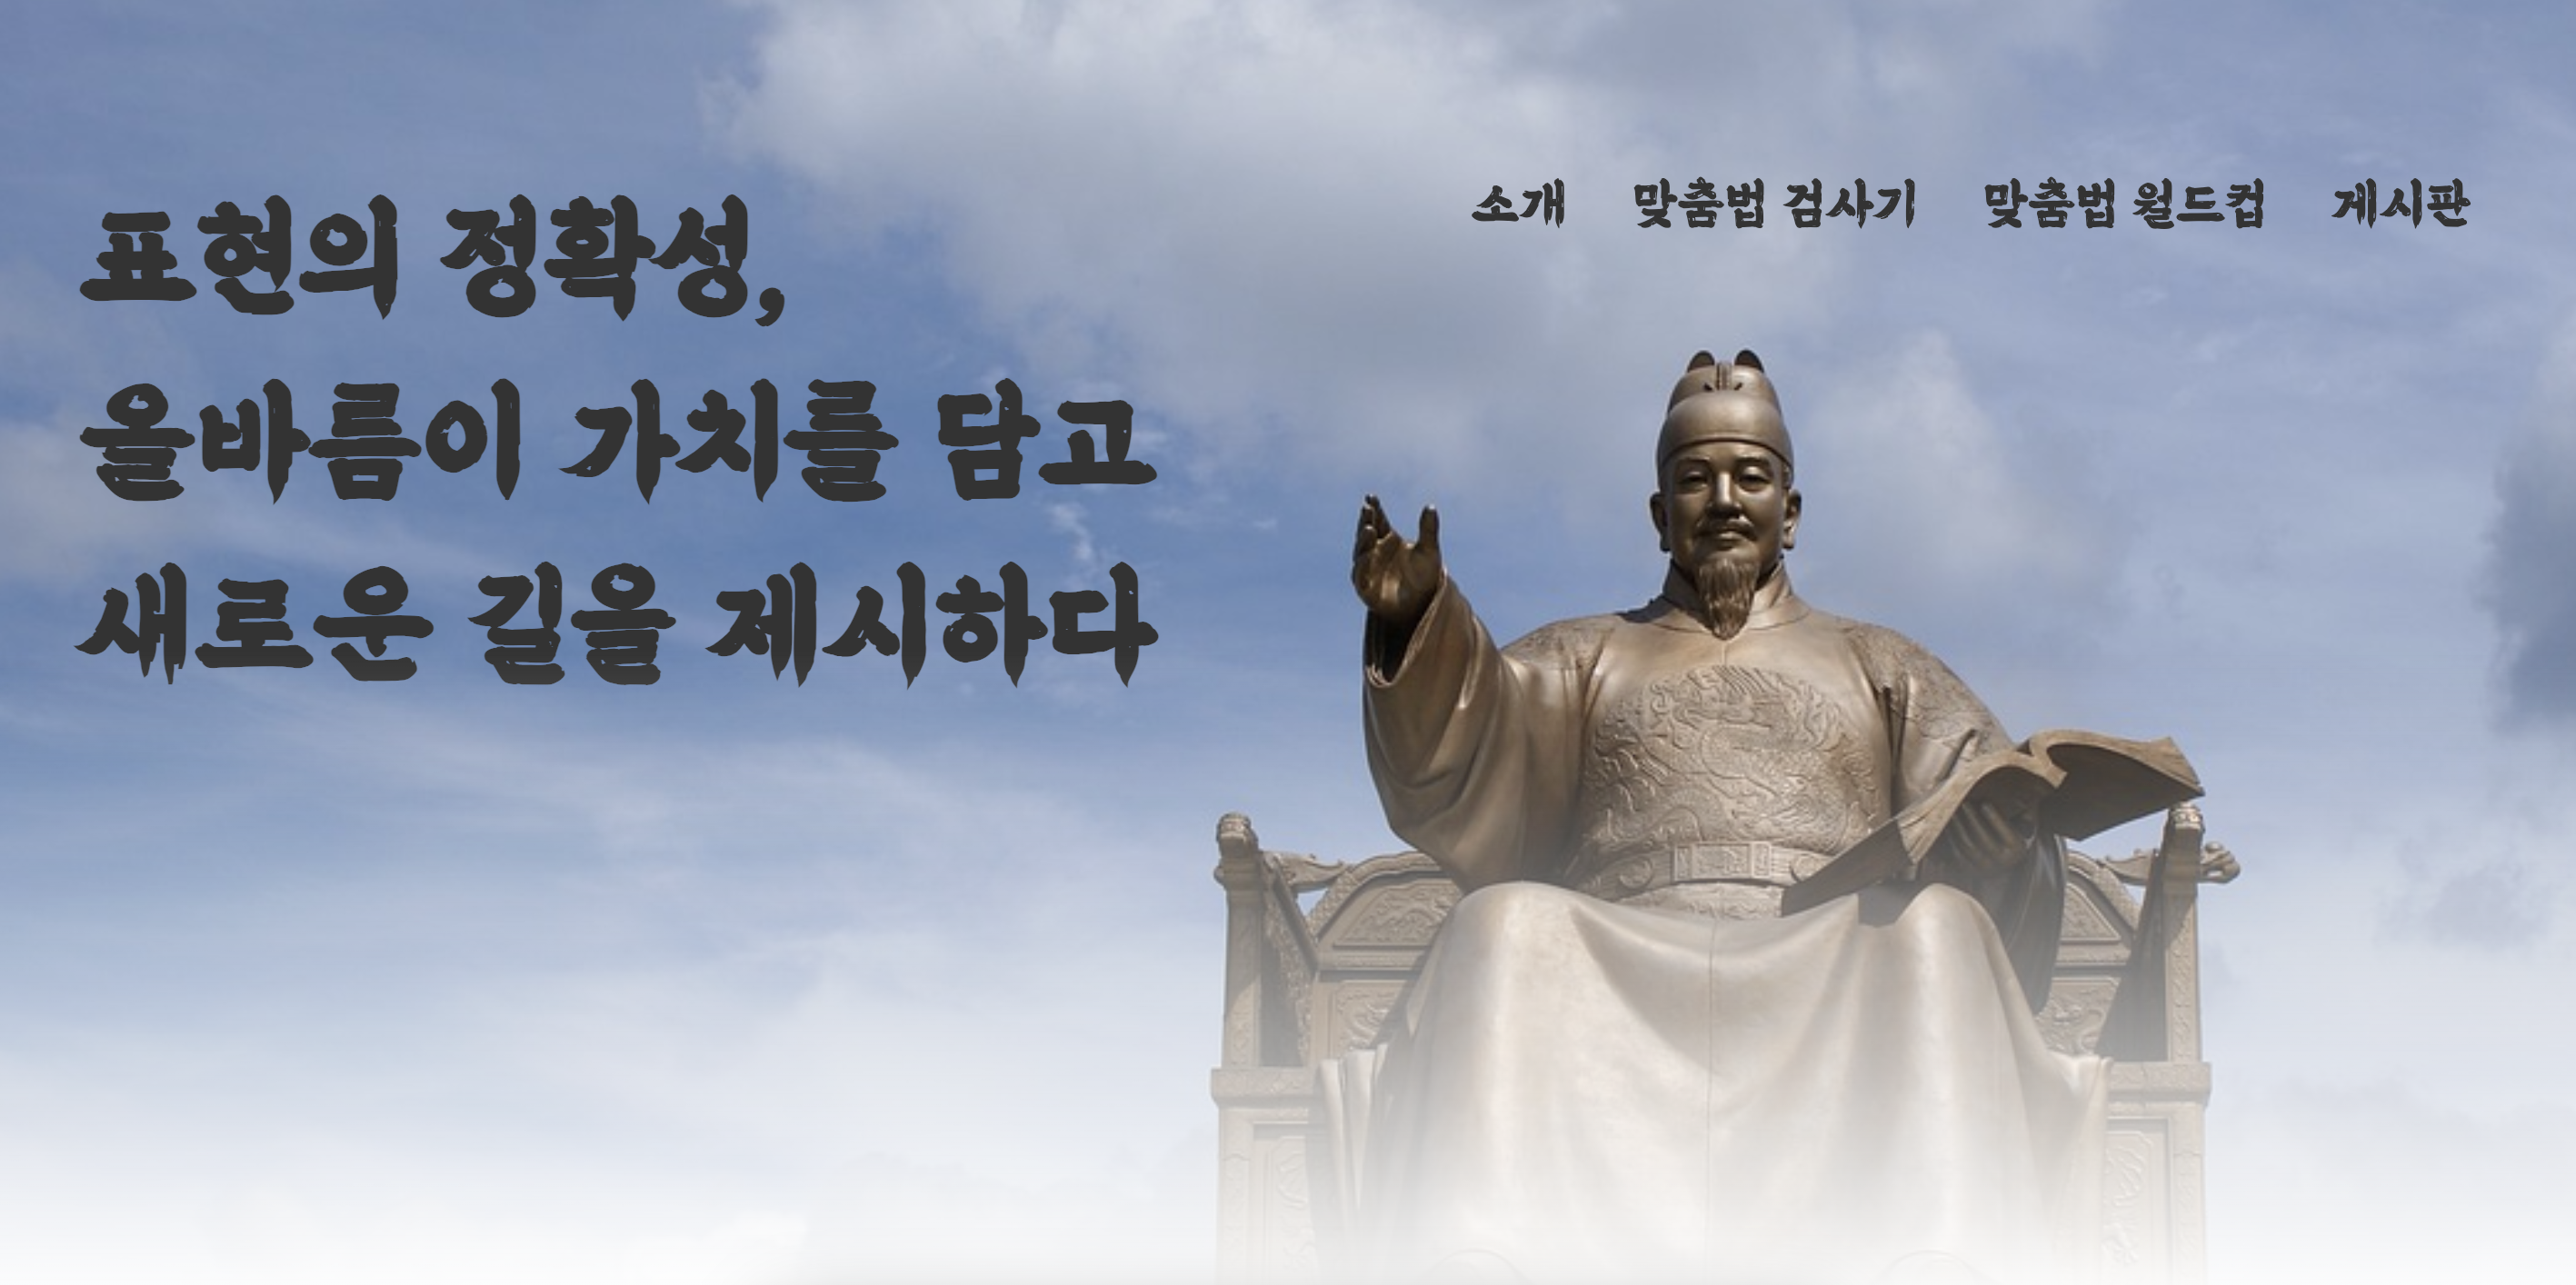 소개 맞춤법 검사기 맞춤법 월드컵 게시판
표현의 정확성,
올바름이 가치를 담고
새로운 길을 제시하다